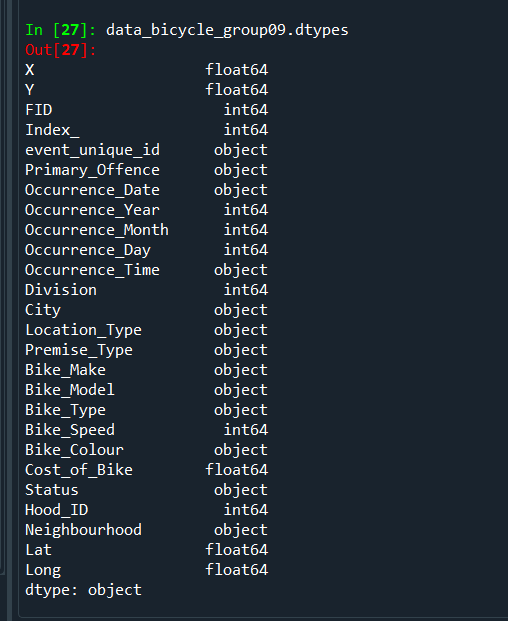 In [27]: data_bicycle_group09.dtypes
Out[27]:
X float64
Y float64
FID int64
Index_ int64
event_unique_id object
Primary_Offence object
Occurrence_Date object
Occurrence_Year int64
Occurrence_Month int64
Occurrence_Day int64
Occurrence_Time object
Division int64
City object
Location_Type object
Premise_Type object
Bike_Make object
Bike_Model object
Bike_Type object
Bike_Speed int64
Bike_Colour object
Cost_of_Bike float64
Status object
Hood_ID int64
Neighbourhood object
Lat float64
Long float64
dtype: object